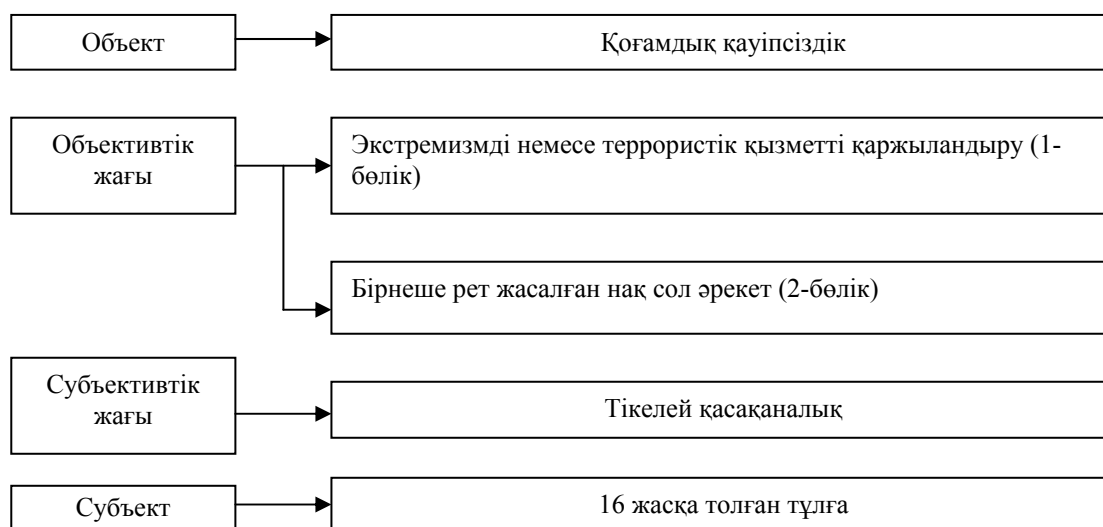 Объект
Қоғамдық қауіпсіздік
Объективтік
жағы
Экстремизмді немесе террористік қызметті қаржыландыру (1-
бөлік)
Бірнеше рет жасалған нақ сол әрекет (2-бөлік)
Субъективтік
жағы
Тікелей қасақаналық
Субъект
16 жасқа толған тұлға